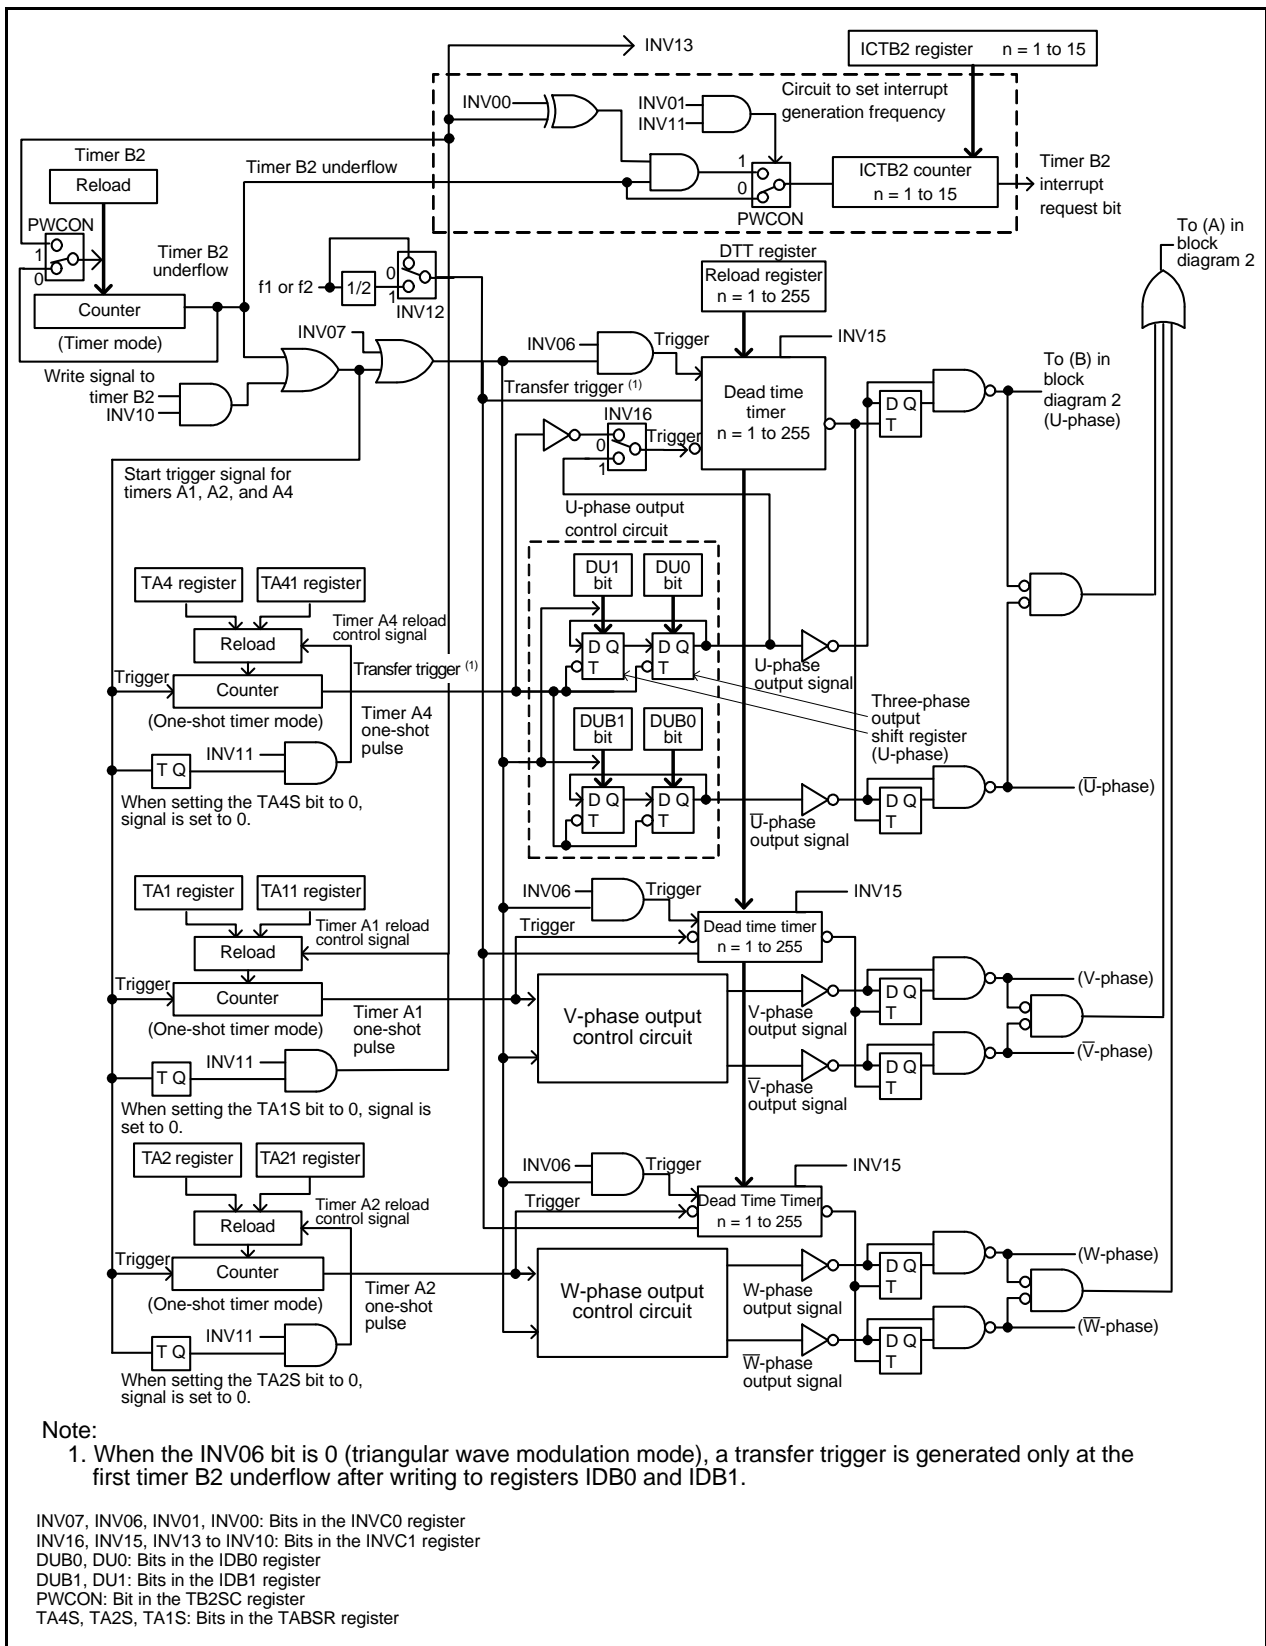 INV13
ICTB2 register n = 1 to 15
Circuit to set interrupt
generation frequency
INV00
INV01
INV11
Timer B2
Reload
Timer B2 underflow
1
0
PWCON
ICTB2 counter
n = 1 to 15
Timer B2
interrupt
request bit
PWCON
1
0
Timer B2
underflow
Counter
(Timer mode)
f1 or f2
1/2
0
1
INV12
DTT register
Reload register
n = 1 to 255
To (A) in
block
diagram 2
INV07
Write signal to
timer B2
INV10
INV06
Trigger
INV15
Transfer trigger (1)
Dead time
timer
n = 1 to 255
INV16
0
1
Trigger
D Q
T
To (B) in
block
diagram 2
(U-phase)
Start trigger signal for
timers A1, A2, and A4
U-phase output
control circuit
DU1
bit
DU0
bit
TA4 register
TA41 register
Timer A4 reload
control signal
Reload
Transfer trigger (1)
Trigger
Counter
(One-shot timer mode)
Timer A4
one-shot
pulse
D Q
T
D Q
T
U-phase
output signal
Three-phase
output
shift register
(U-phase)
DUB1
bit
DUB0
bit
INV11
T Q
When setting the TA4S bit to 0,
signal is set to 0.
D Q
T
D Q
T
U̅-phase
output signal
D Q
T
(U̅-phase)
TA1 register
TA11 register
Timer A1 reload
control signal
Reload
INV06
Trigger
INV15
Trigger
Dead time timer
n = 1 to 255
Trigger
Counter
(One-shot timer mode)
Timer A1
one-shot
pulse
V-phase output
control circuit
V-phase
output signal
D Q
T
(V-phase)
INV11
T Q
When setting the TA1S bit to 0, signal is
set to 0.
V̅-phase
output signal
D Q
T
(V̅-phase)
TA2 register
TA21 register
Timer A2 reload
control signal
Reload
INV06
Trigger
INV15
Trigger
Dead Time Timer
n = 1 to 255
Trigger
Counter
(One-shot timer mode)
Timer A2
one-shot
pulse
W-phase output
control circuit
W-phase
output signal
D Q
T
(W-phase)
INV11
T Q
When setting the TA2S bit to 0,
signal is set to 0.
W̅-phase
output signal
D Q
T
(W̅-phase)
Note:
1. When the INV06 bit is 0 (triangular wave modulation mode), a transfer trigger is generated only at the
first timer B2 underflow after writing to registers IDB0 and IDB1.
INV07, INV06, INV01, INV00: Bits in the INVC0 register
INV16, INV15, INV13 to INV10: Bits in the INVC1 register
DUB0, DU0: Bits in the IDB0 register
DUB1, DU1: Bits in the IDB1 register
PWCON: Bit in the TB2SC register
TA4S, TA2S, TA1S: Bits in the TABSR register